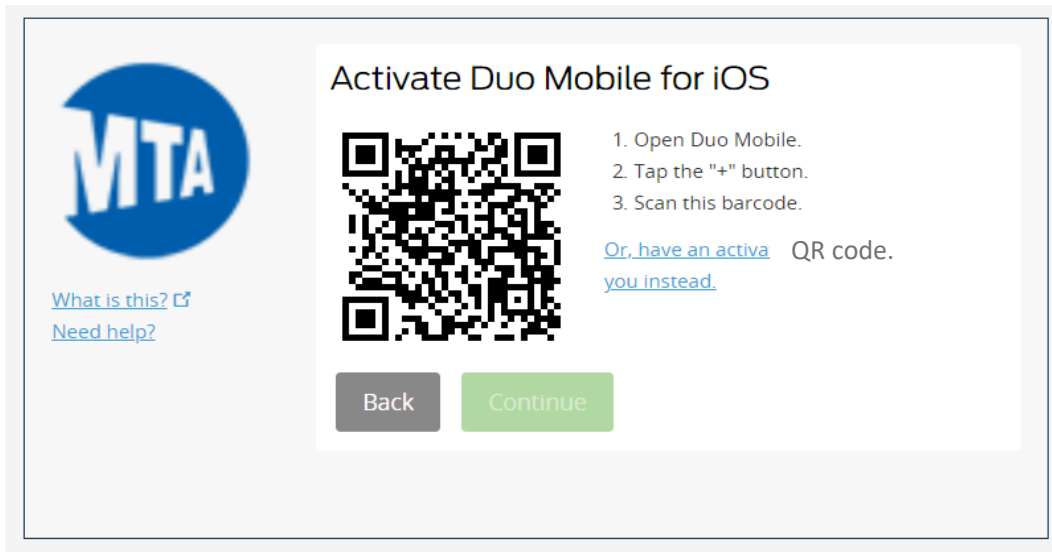 MTA
What is this?
Need help?
Activate Duo Mobile for iOS
1. Open Duo Mobile.
2. Tap the "+" button.
3. Scan this barcode.
Or, have an activa QR code.
you instead.
Back
Continue